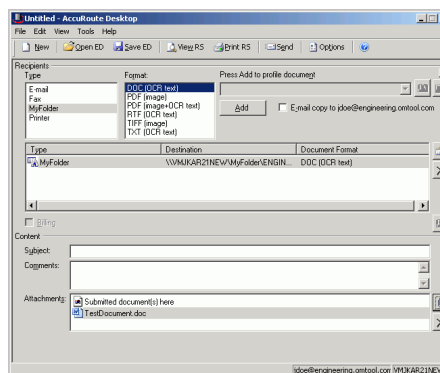 Untitled - AccuRoute Desktop
File Edit View Tools Help
New Open ED Save ED View RS Print RS Send Options
Recipients
Type Format: Press Add to profile document
E-mail
Fax
MyFolder
Printer
DOC (OCR text)
PDF (image)
PDF (image+OCR text)
RTF (OCR text)
TIFF (image)
TXT (OCR text)
Add E-mail copy to jdoe@engineering.omtool.com
Type Destination Document Format
MyFolder \\VMJKAR21NEW\MyFolder\ENGIN... DOC (OCR text)
Billing
Content
Subject:
Comments:
Attachments: Submitted document(s) here
TestDocument.doc
jdoe@engineering.omtool.com VMJKAR21NEW